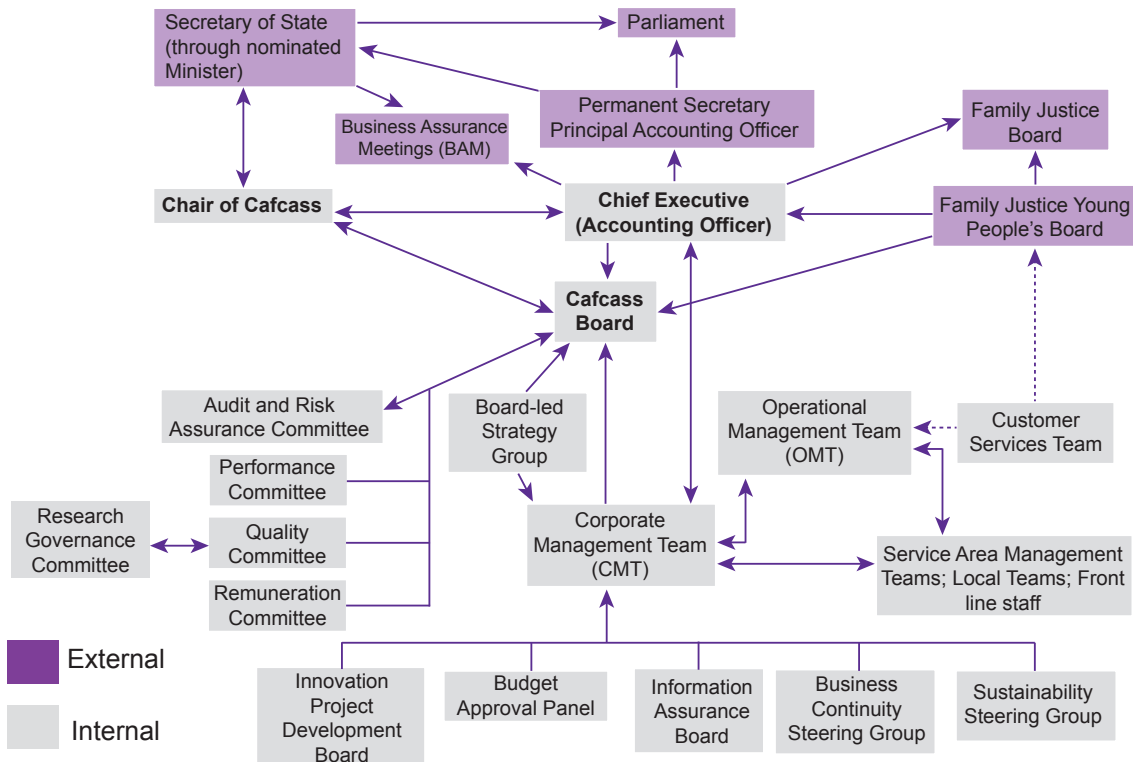 Secretary of State
(through nominated
Minister)
Parliament
Permanent Secretary
Principal Accounting Officer
Business Assurance
Meetings (BAM)
Family Justice
Board
Chair of Cafcass
Chief Executive
(Accounting Officer)
Family Justice Young
People's Board
Cafcass
Board
Audit and Risk
Assurance Committee
Board-led
Strategy
Group
Operational
Management Team
(OMT)
Customer
Services Team
Performance
Committee
Research
Governance
Committee
Quality
Committee
Corporate
Management Team
(CMT)
Service Area Management
Teams; Local Teams; Front
line staff
Remuneration
Committee
External
Internal
Innovation
Project
Development
Board
Budget
Approval Panel
Information
Assurance
Board
Business
Continuity
Steering Group
Sustainability
Steering Group